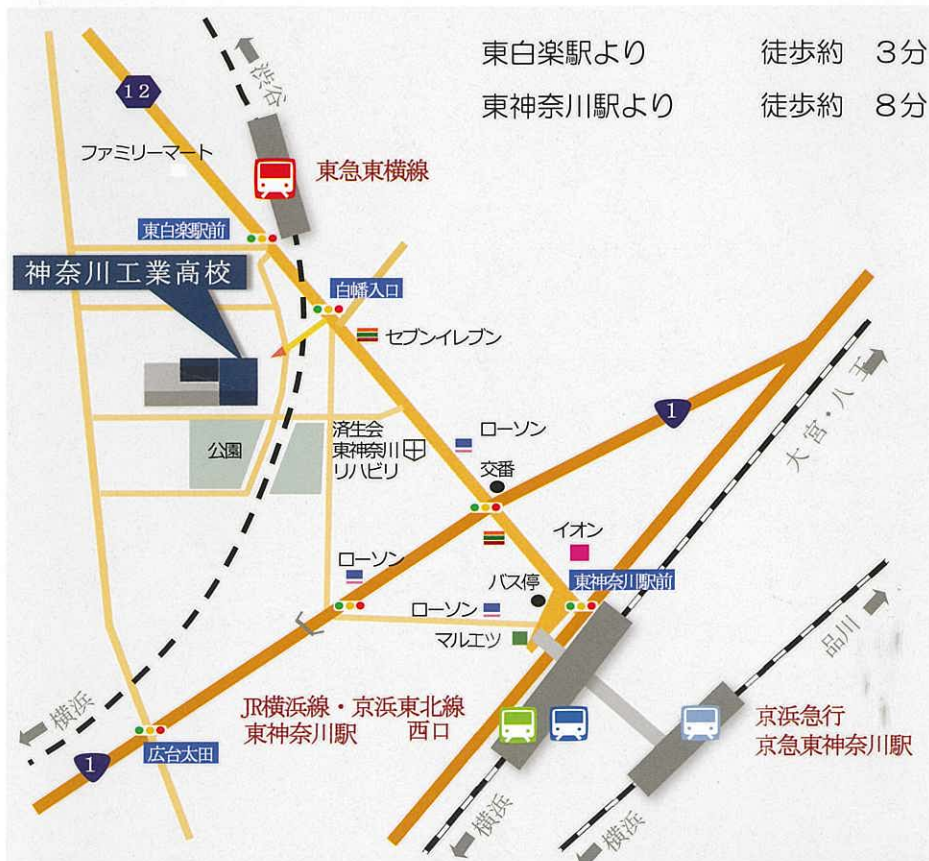 東白楽駅より 徒歩約 3分
東神奈川駅より 徒歩約 8分
12
渋谷
ファミリーマート
東急東横線
東白楽駅前
神奈川工業高校
白幡入口
セブンイレブン
1
大宮・八王
公園
済生会
東神奈川
リハビリ
ローソン
交番
イオン
ローソン
バス停
東神奈川駅前
ローソン
マルエツ
品川
横浜
JR横浜線・京浜東北線
東神奈川駅 西口
京浜急行
京急東神奈川駅
1
広台太田
横浜
横浜